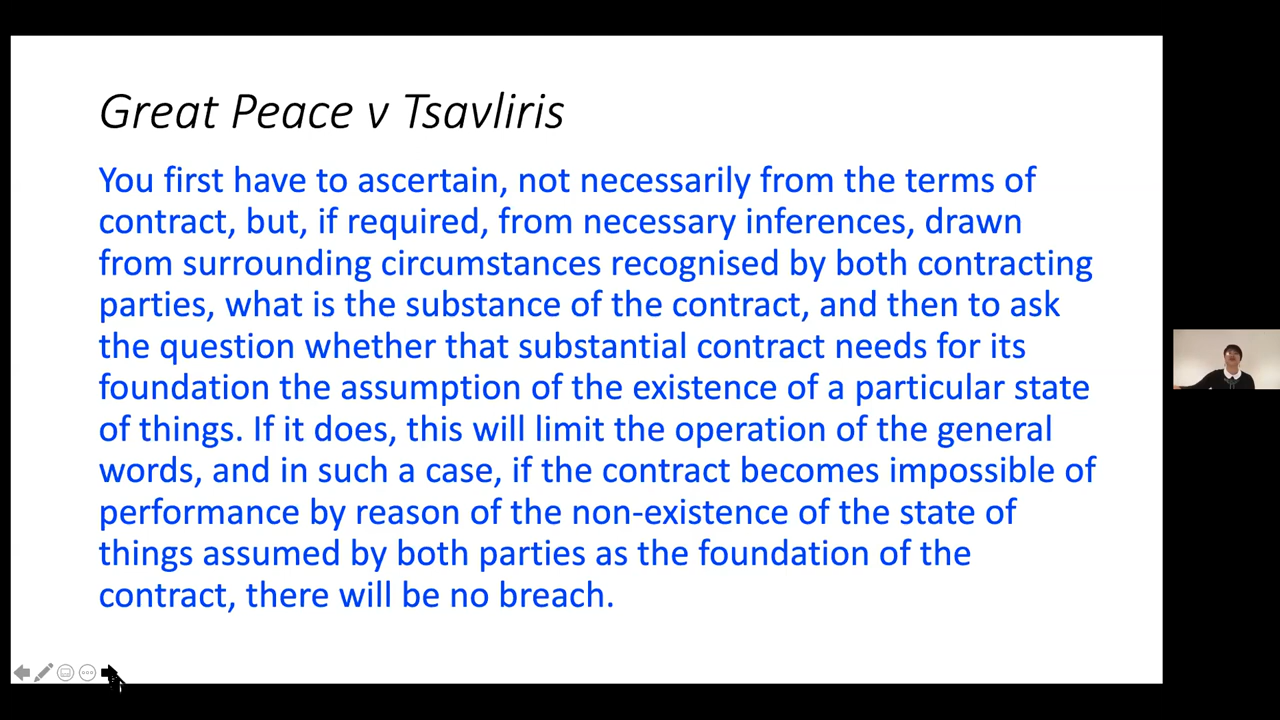 Great Peace v Tsavliris
You first have to ascertain, not necessarily from the terms of
contract, but, if required, from necessary inferences, drawn
from surrounding circumstances recognised by both contracting
parties, what is the substance of the contract, and then to ask
the question whether that substantial contract needs for its
foundation the assumption of the existence of a particular state
of things. If it does, this will limit the operation of the general
words, and in such a case, if the contract becomes impossible of
performance by reason of the non-existence of the state of
things assumed by both parties as the foundation of the
contract, there will be no breach.